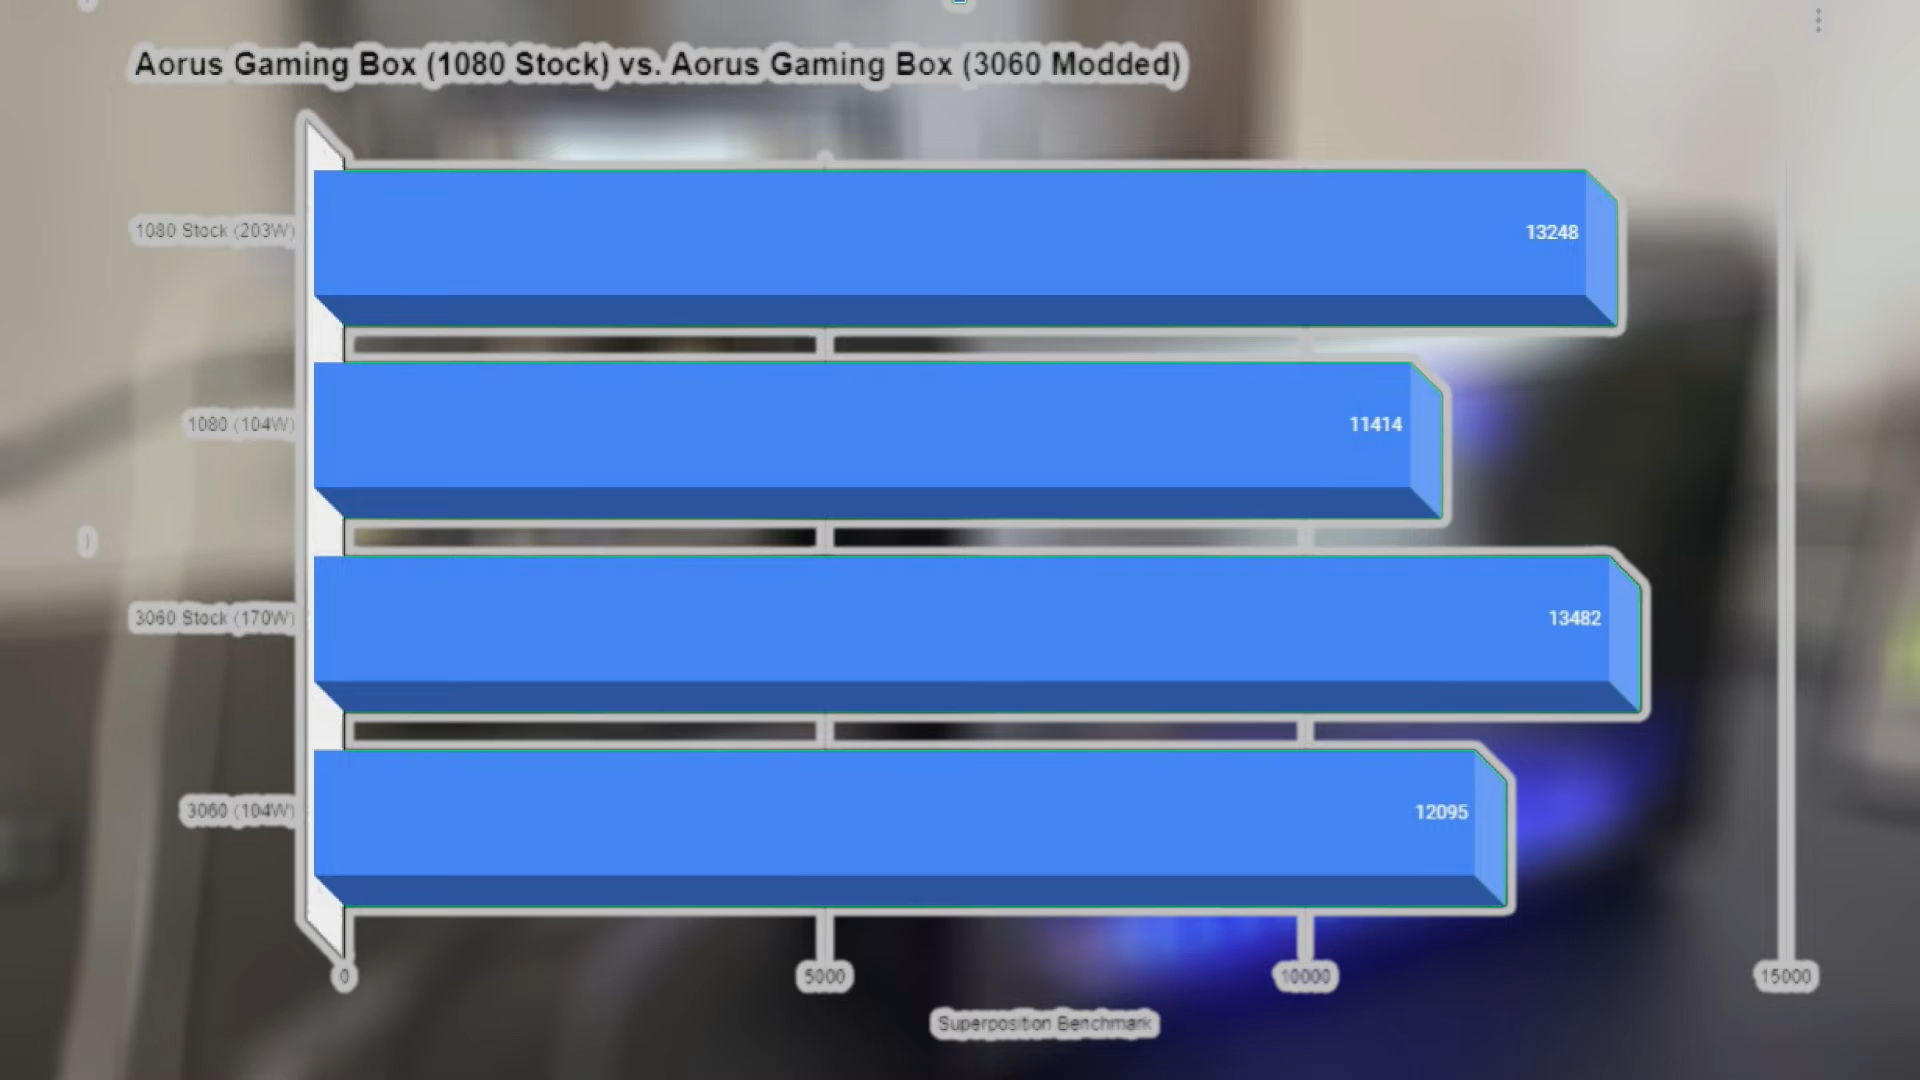 Aorus Gaming Box (1080 Stock) vs. Aorus Gaming Box (3060 Modded)
1080 Stock (203W)
13248
1080 (104W)
11414
3060 Stock (170W)
13482
3060 (104W)
12095
0
5000
10000
15000
Superposition Benchmark